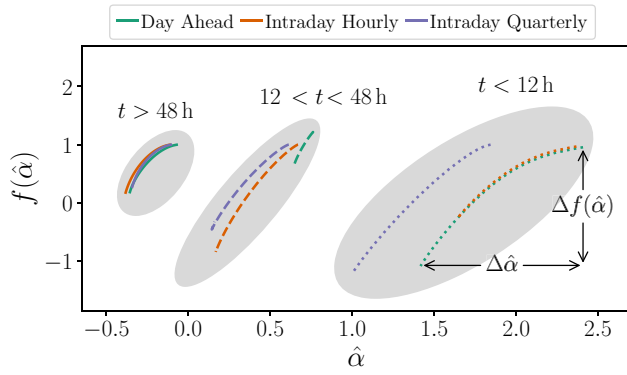 Day Ahead Intraday Hourly Intraday Quarterly
t > 48 h
12 < t < 48 h
t < 12 h
f(α̂)
2
1
0
−1
Δf(α̂)
Δα̂
−0.5 0.0 0.5 1.0 1.5 2.0 2.5
α̂